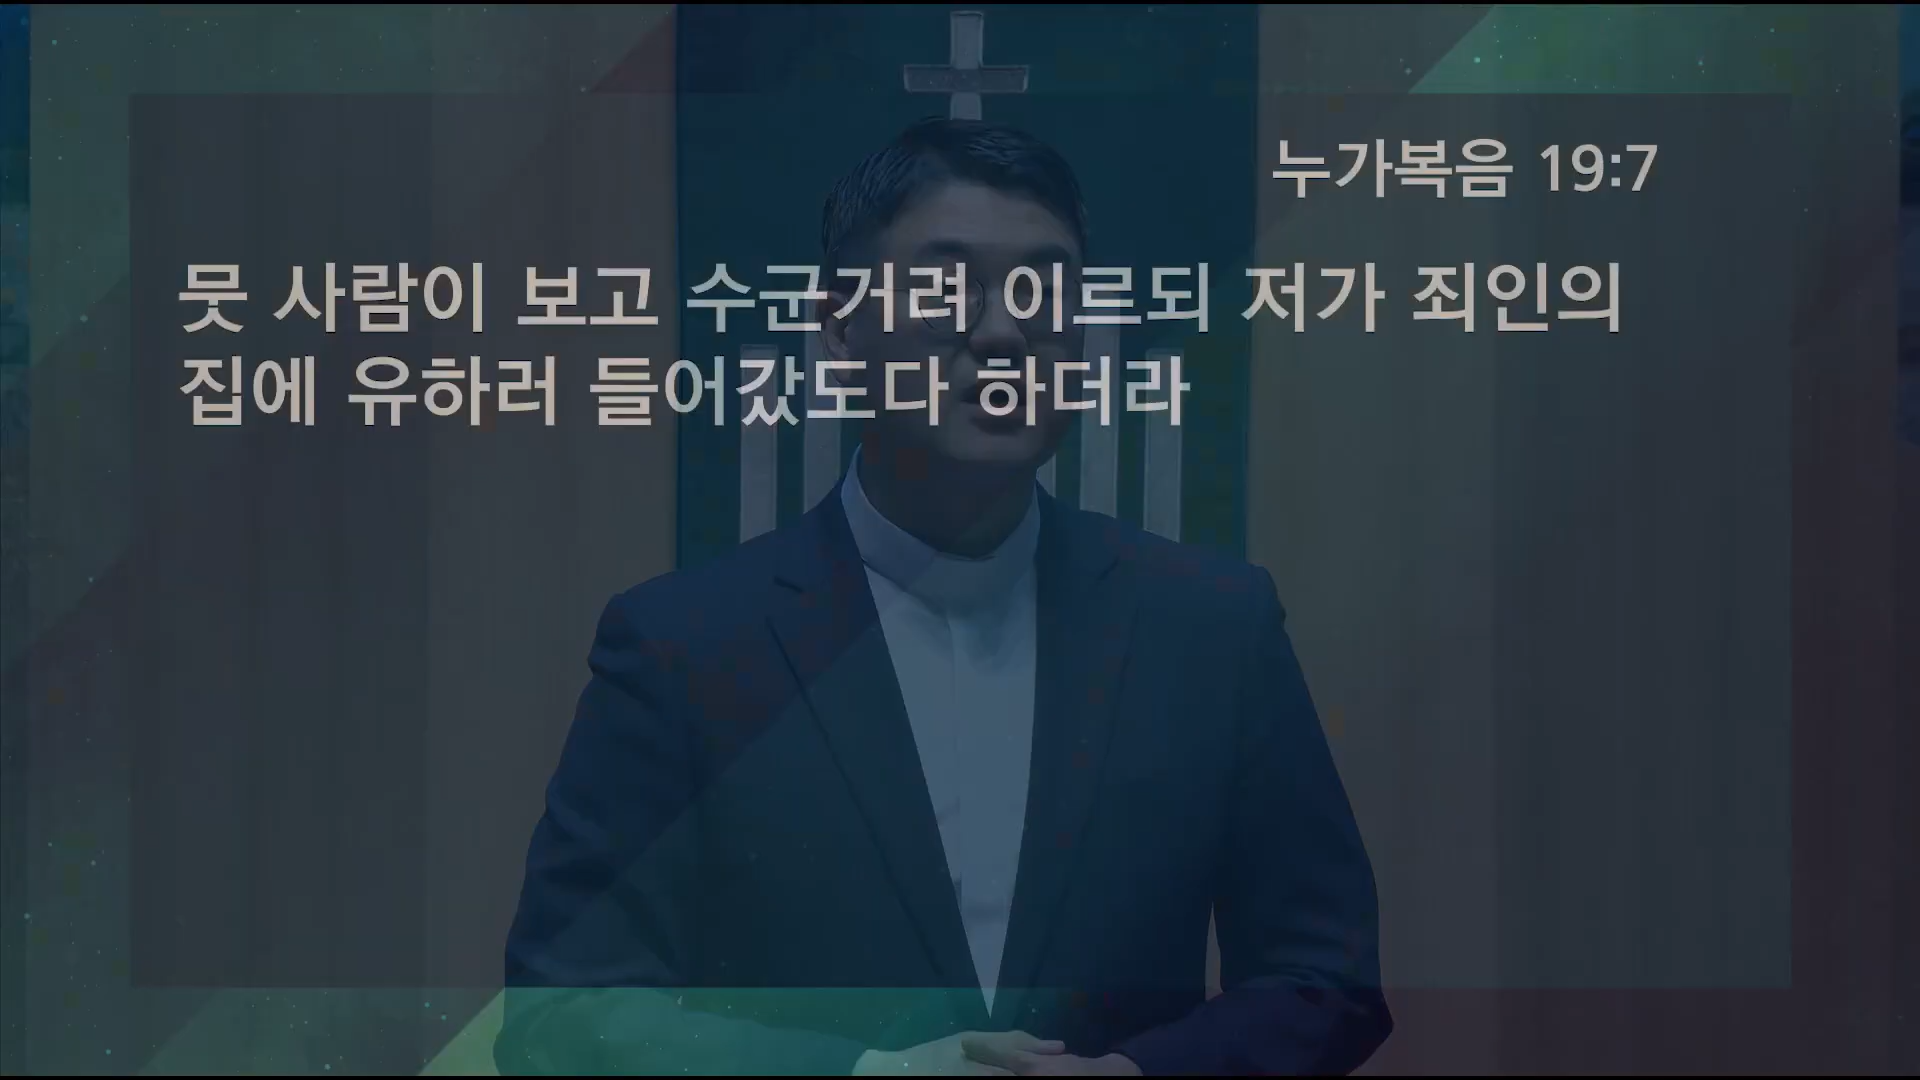 누가복음 19:7
뭇 사람이 보고 수군거려 이르되 저가 죄인의
집에 유하러 들어갔도다 하더라